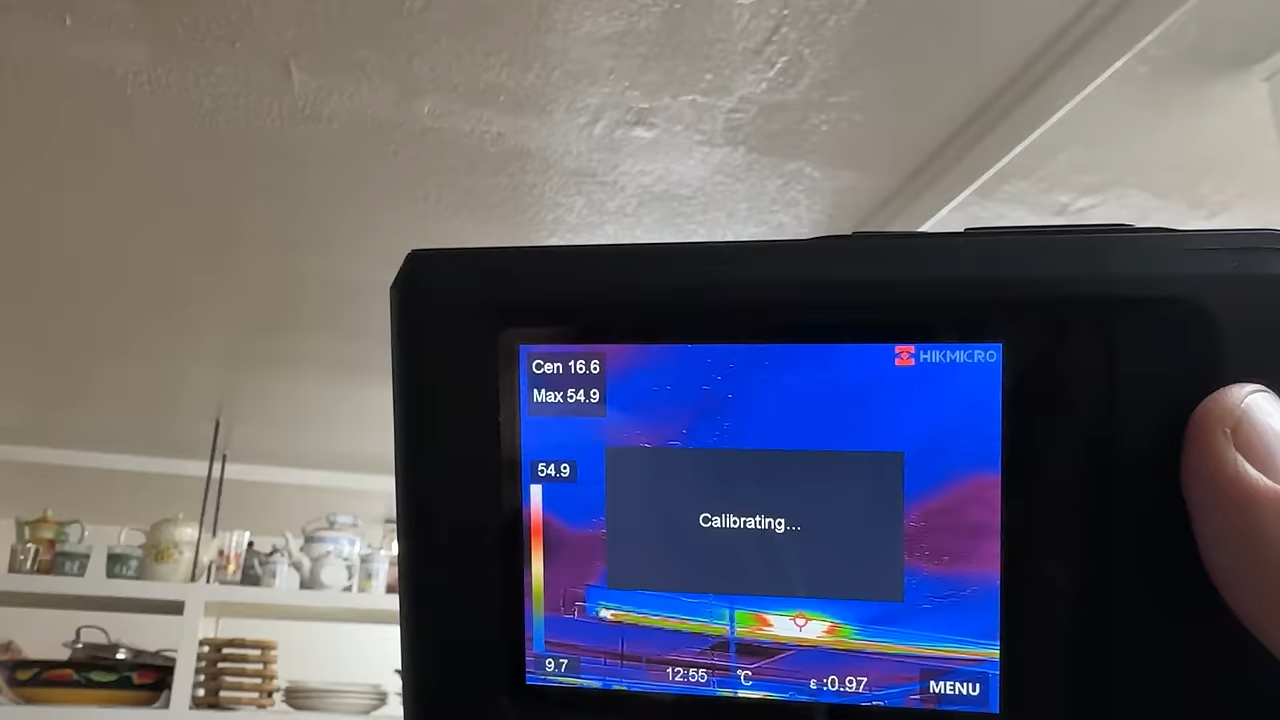 Cen 16.6
HIKMICRO
Max 54.9
54.9
Calibrating...
9.7
12:55
°C
ε :0.97
MENU